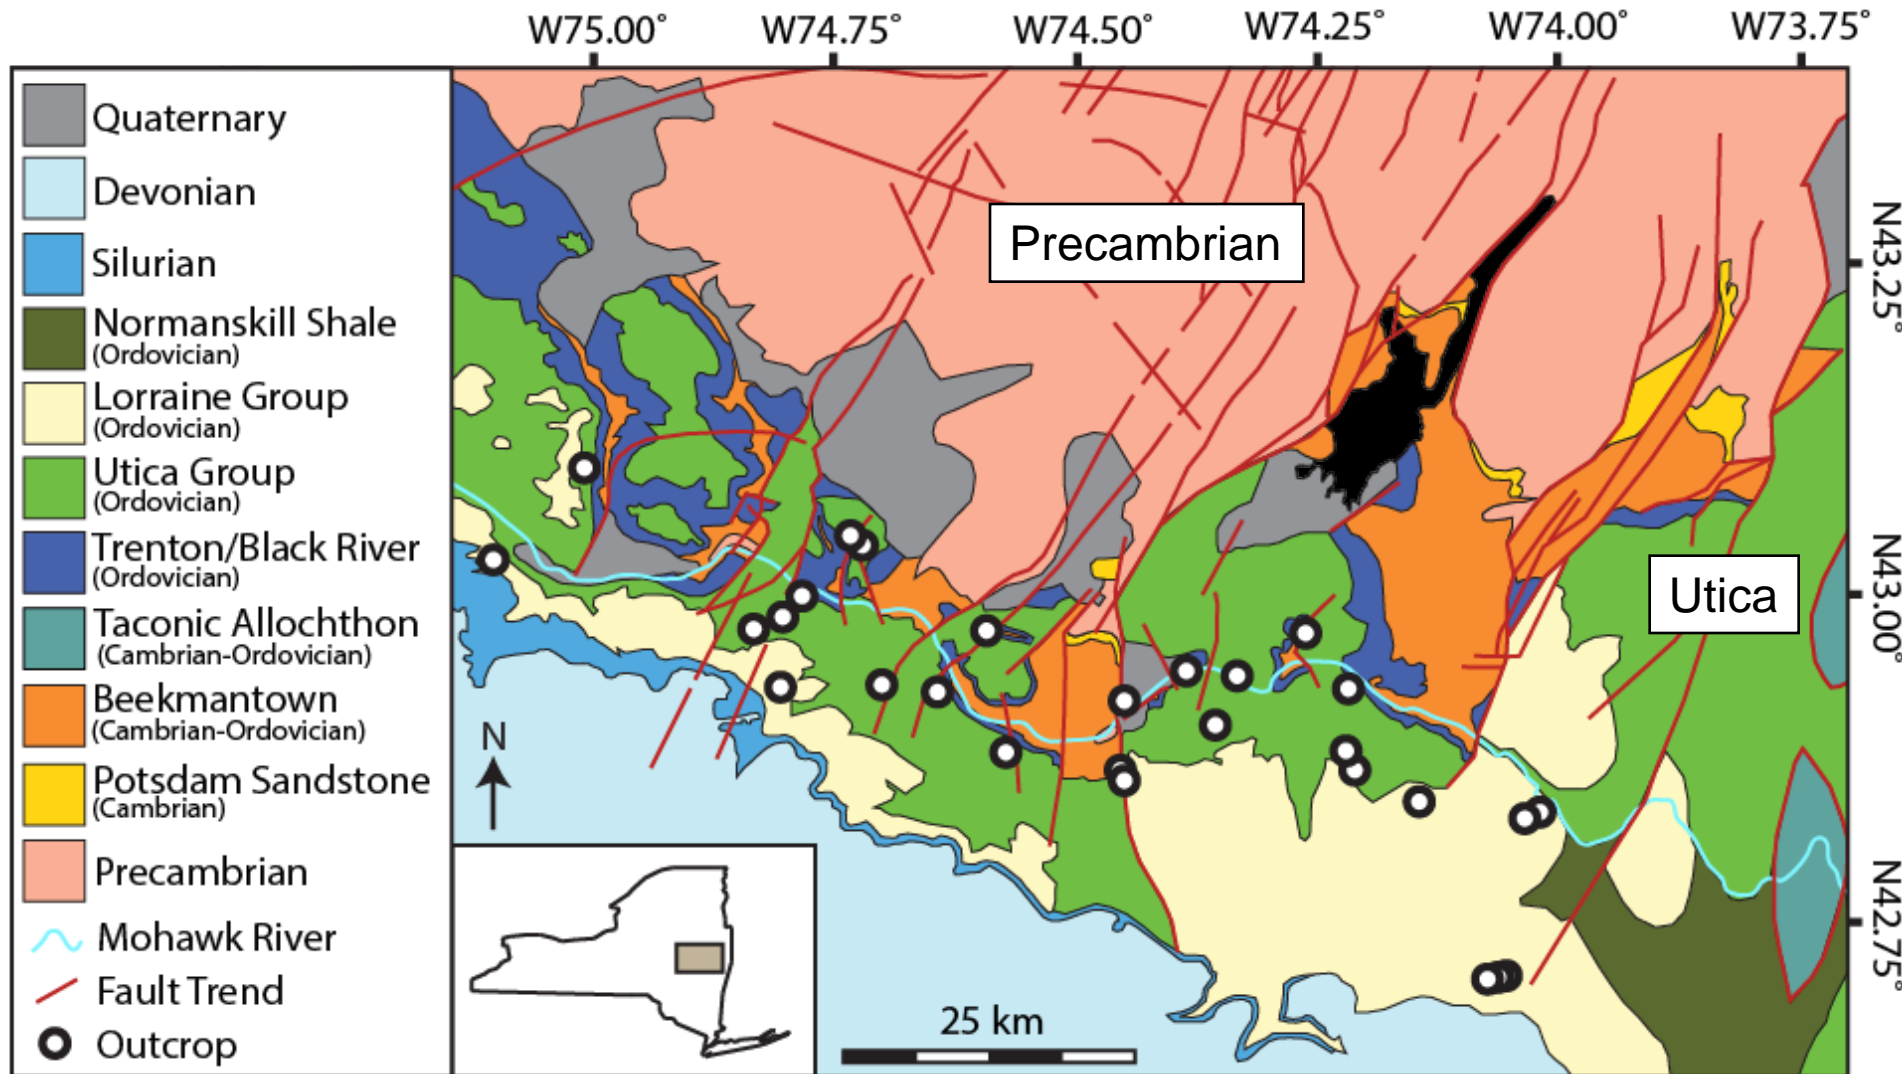 W75.00° W74.75° W74.50° W74.25° W74.00° W73.75°
Quaternary
Devonian
Silurian
Normanskill Shale
(Ordovician)
Lorraine Group
(Ordovician)
Utica Group
(Ordovician)
Trenton/Black River
(Ordovician)
Taconic Allochthon
(Cambrian-Ordovician)
Beekmantown
(Cambrian-Ordovician)
Potsdam Sandstone
(Cambrian)
Precambrian
Mohawk River
Fault Trend
Outcrop
Precambrian
Utica
N
25 km
N43.25°
N43.00°
N42.75°